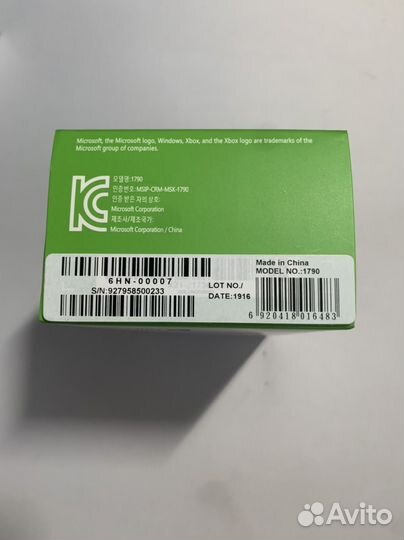 Microsoft, the Microsoft logo, Windows, Xbox, and the Xbox logo are trademarks of the
Microsoft group of companies.
KC
모델명:1790
인증번호:MSIP-CRM-MSX-1790
인증 받은 자의 상호:
Microsoft Corporation
제조사/제조국가:
Microsoft Corporation / China
6HN-00007
S/N:927958500233
LOT NO./
DATE:1916
Made in China
MODEL NO.:1790
6 920418 016483
Avito